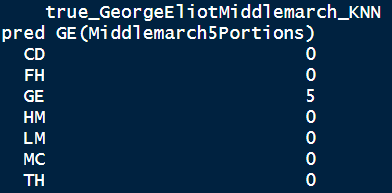 true_GeorgeEliotMiddlemarch_KNN
pred GE(Middlemarch5Portions)
CD 0
FH 0
GE 5
HM 0
LM 0
MC 0
TH 0